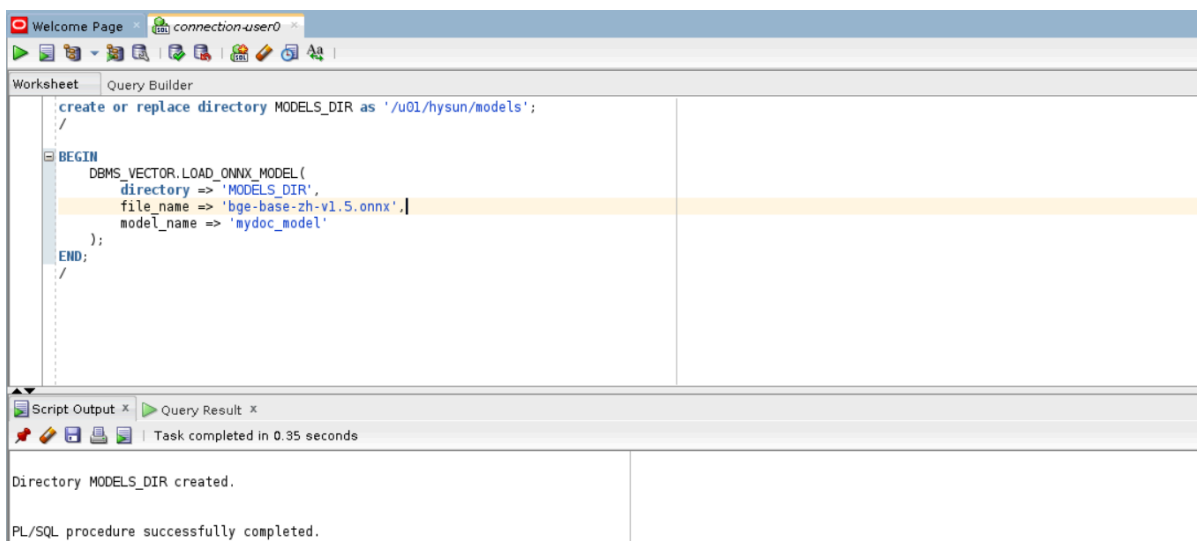 Welcome Page
connection-user0
Worksheet
Query Builder
create or replace directory MODELS_DIR as '/u01/hysun/models';
/
BEGIN
DBMS_VECTOR.LOAD_ONNX_MODEL(
directory => 'MODELS_DIR',
file_name => 'bge-base-zh-v1.5.onnx',
model_name => 'mydoc_model'
);
END;
/
Script Output
Query Result
Task completed in 0.35 seconds
Directory MODELS_DIR created.
PL/SQL procedure successfully completed.